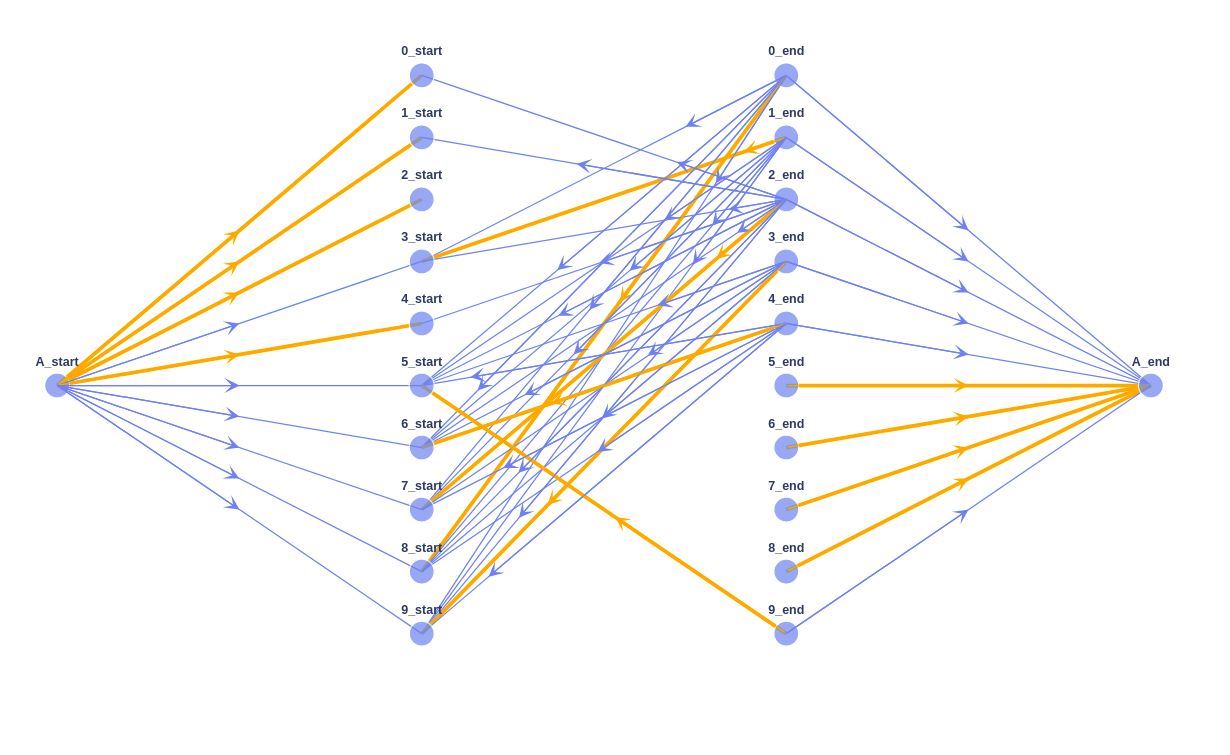 0_start
0_end
1_start
1_end
2_start
2_end
3_start
3_end
4_start
4_end
A_start
5_start
5_end
A_end
6_start
6_end
7_start
7_end
8_start
8_end
9_start
9_end